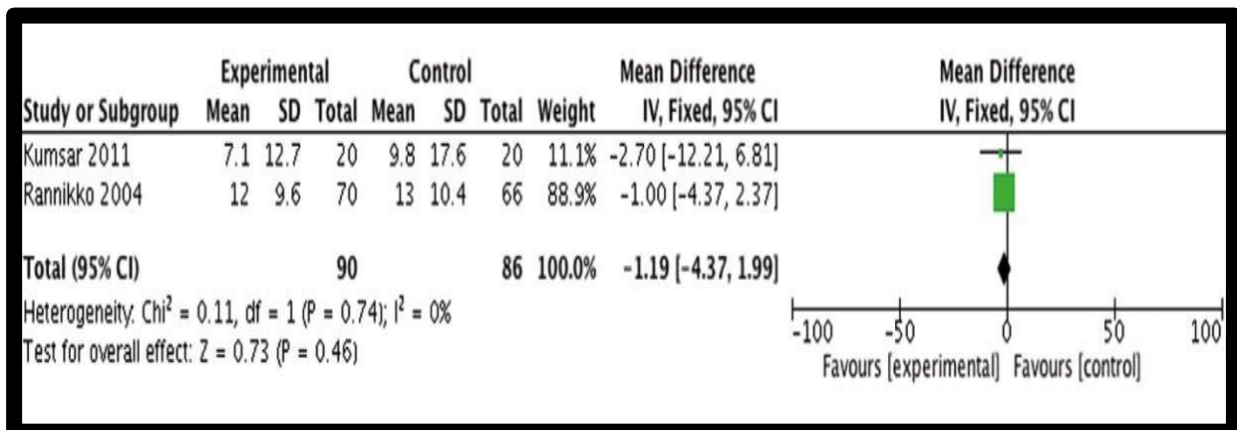 Experimental Control Mean Difference Mean Difference
Study or Subgroup Mean SD Total Mean SD Total Weight IV, Fixed, 95% CI IV, Fixed, 95% CI
Kumsar 2011 7.1 12.7 20 9.8 17.6 20 11.1% −2.70 [−12.21, 6.81]
Rannikko 2004 12 9.6 70 13 10.4 66 88.9% −1.00 [−4.37, 2.37]
Total (95% CI) 90 86 100.0% −1.19 [−4.37, 1.99]
Heterogeneity: Chi² = 0.11, df = 1 (P = 0.74); I² = 0%
Test for overall effect: Z = 0.73 (P = 0.46)
−100 −50 0 50 100
Favours [experimental] Favours [control]